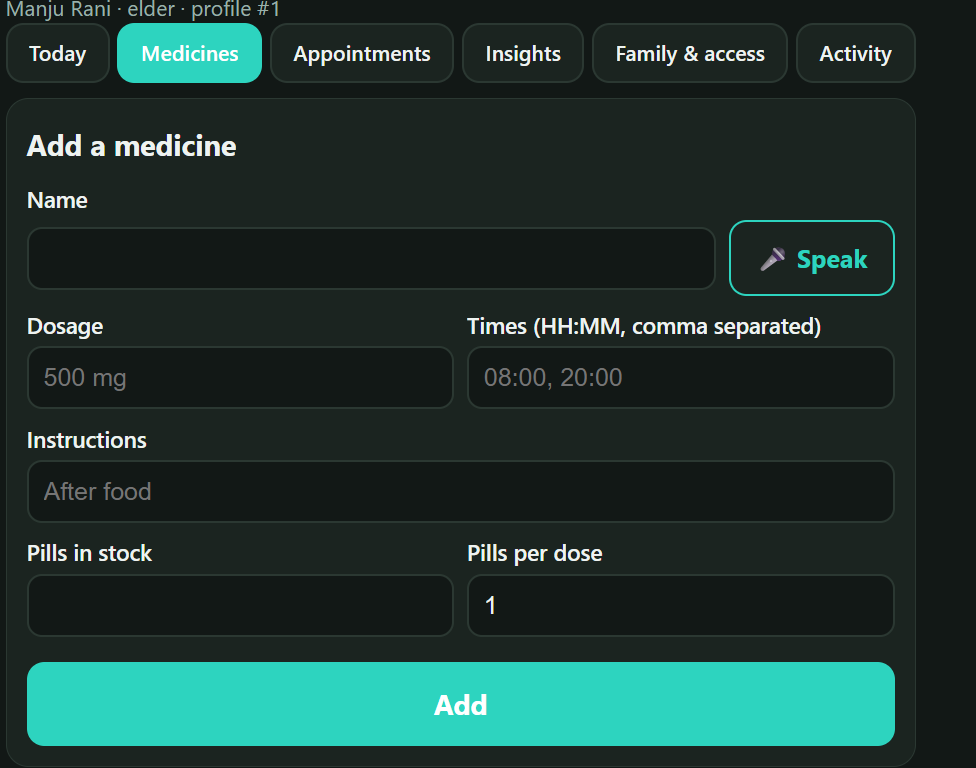 Manju Rani · elder · profile #1
Today Medicines Appointments Insights Family & access Activity
Add a medicine
Name
Speak
Dosage Times (HH:MM, comma separated)
500 mg 08:00, 20:00
Instructions
After food
Pills in stock Pills per dose
1
Add